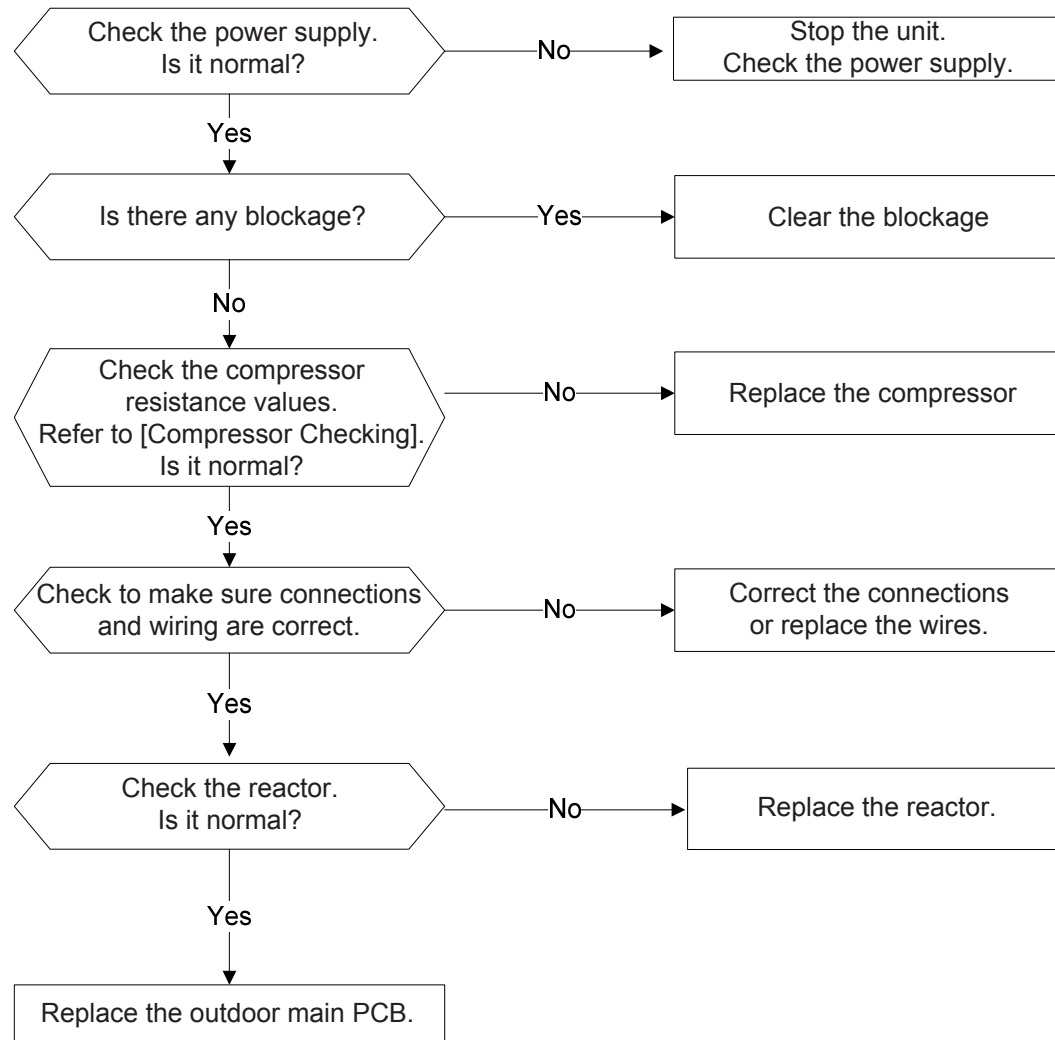 Check the power supply.
Is it normal?
No
Stop the unit.
Check the power supply.
Yes
Is there any blockage?
Yes
Clear the blockage
No
Check the compressor
resistance values.
Refer to [Compressor Checking].
Is it normal?
No
Replace the compressor
Yes
Check to make sure connections
and wiring are correct.
No
Correct the connections
or replace the wires.
Yes
Check the reactor.
Is it normal?
No
Replace the reactor.
Yes
Replace the outdoor main PCB.